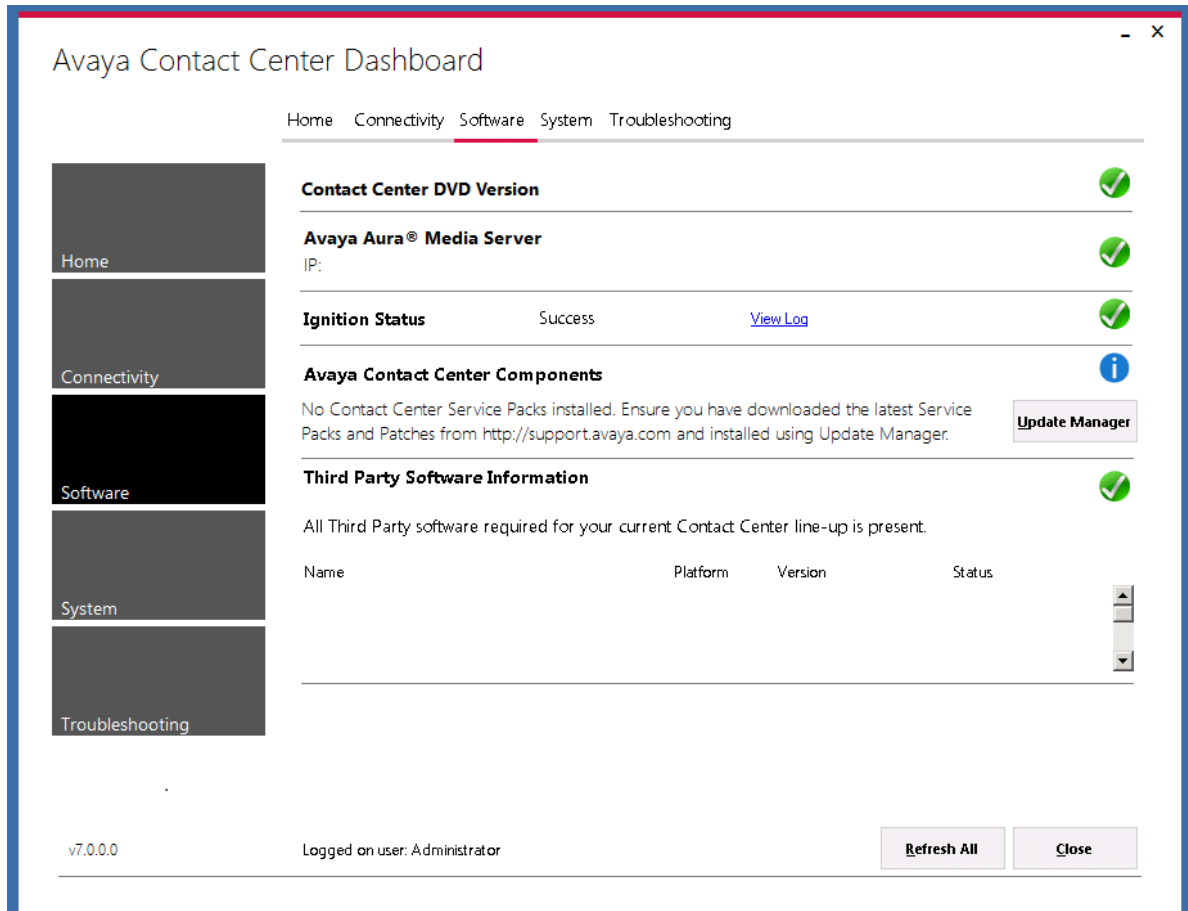 Avaya Contact Center Dashboard
Home Connectivity Software System Troubleshooting
Home
Connectivity
Software
System
Troubleshooting
Contact Center DVD Version
Avaya Aura® Media Server
IP:
Ignition Status Success View Log
Avaya Contact Center Components
No Contact Center Service Packs installed. Ensure you have downloaded the latest Service
Packs and Patches from http://support.avaya.com and installed using Update Manager.
Update Manager
Third Party Software Information
All Third Party software required for your current Contact Center line-up is present.
Name Platform Version Status
v7.0.0.0 Logged on user: Administrator Refresh All Close